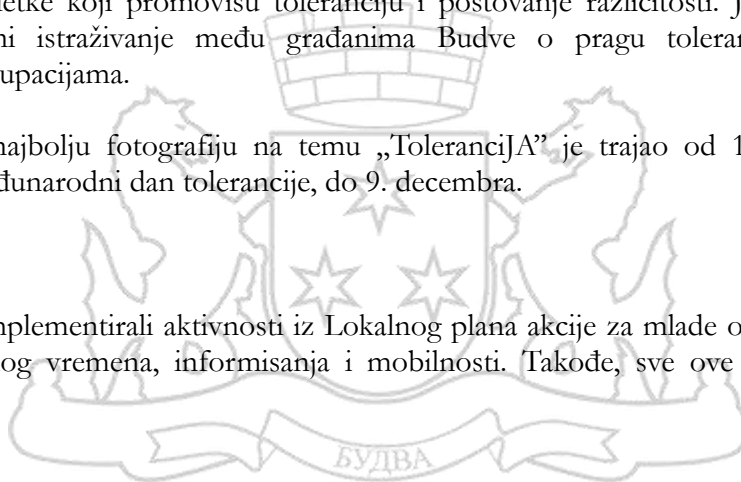 letke koji promovišu toleranciju i poštovanje različitosti. J
ni istraživanje među građanima Budve o pragu toleran
upacijama.
najbolju fotografiju na temu „ToleranciJA” je trajao od 1
đunarodni dan tolerancije, do 9. decembra.
nplementirali aktivnosti iz Lokalnog plana akcije za mlade o
og vremena, informisanja i mobilnosti. Takođe, sve ove
БУДВА